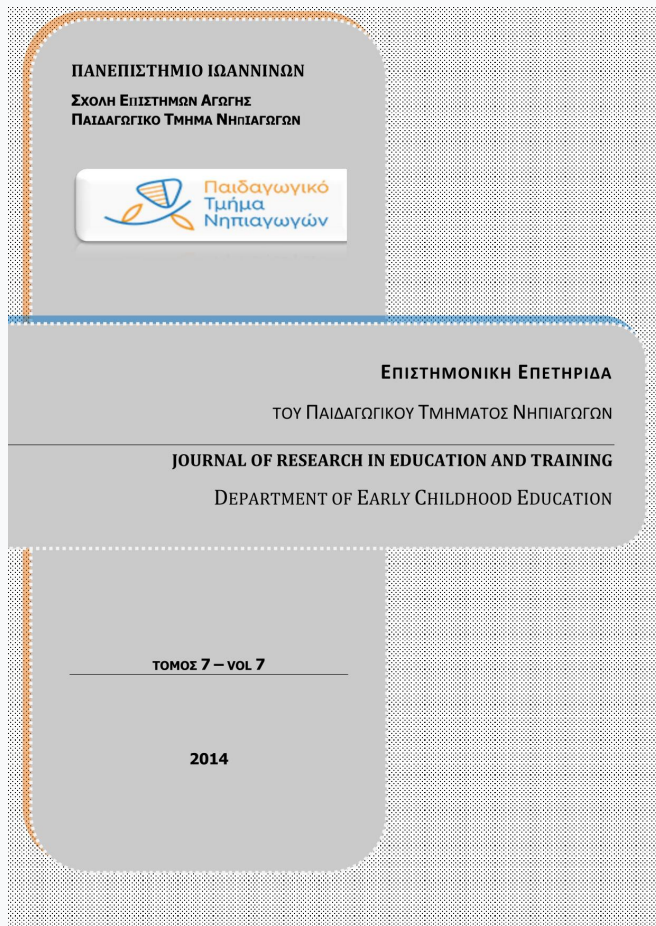 ΠΑΝΕΠΙΣΤΗΜΙΟ ΙΩΑΝΝΙΝΩΝ
ΣΧΟΛΗ ΕΠΙΣΤΗΜΩΝ ΑΓΩΓΗΣ
ΠΑΙΔΑΓΩΓΙΚΟ ΤΜΗΜΑ ΝΗΠΙΑΓΩΓΩΝ
Παιδαγωγικό
Τμήμα
Νηπιαγωγών
ΕΠΙΣΤΗΜΟΝΙΚΗ ΕΠΕΤΗΡΙΔΑ
ΤΟΥ ΠΑΙΔΑΓΩΓΙΚΟΥ ΤΜΗΜΑΤΟΣ ΝΗΠΙΑΓΩΓΩΝ
JOURNAL OF RESEARCH IN EDUCATION AND TRAINING
DEPARTMENT OF EARLY CHILDHOOD EDUCATION
ΤΟΜΟΣ 7 – VOL 7
2014